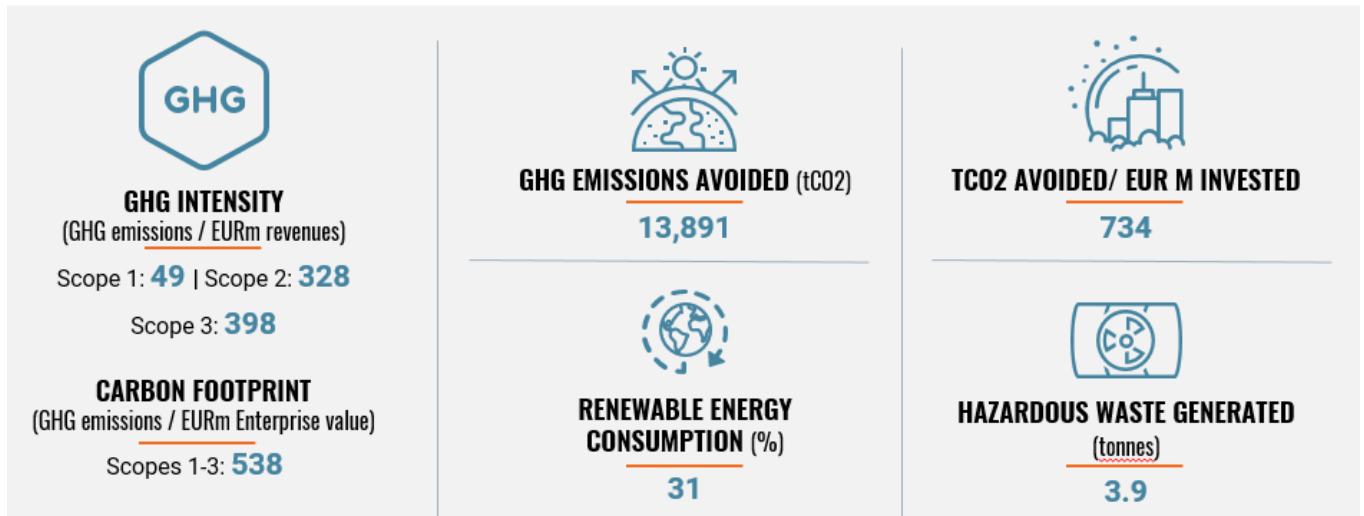 GHG
GHG INTENSITY
(GHG emissions / EURm revenues)
Scope 1: 49 | Scope 2: 328
Scope 3: 398
CARBON FOOTPRINT
(GHG emissions / EURm Enterprise value)
Scopes 1-3: 538
GHG EMISSIONS AVOIDED (tCO2)
13,891
RENEWABLE ENERGY
CONSUMPTION (%)
31
TCO2 AVOIDED/ EUR M INVESTED
734
HAZARDOUS WASTE GENERATED
(tonnes)
3.9